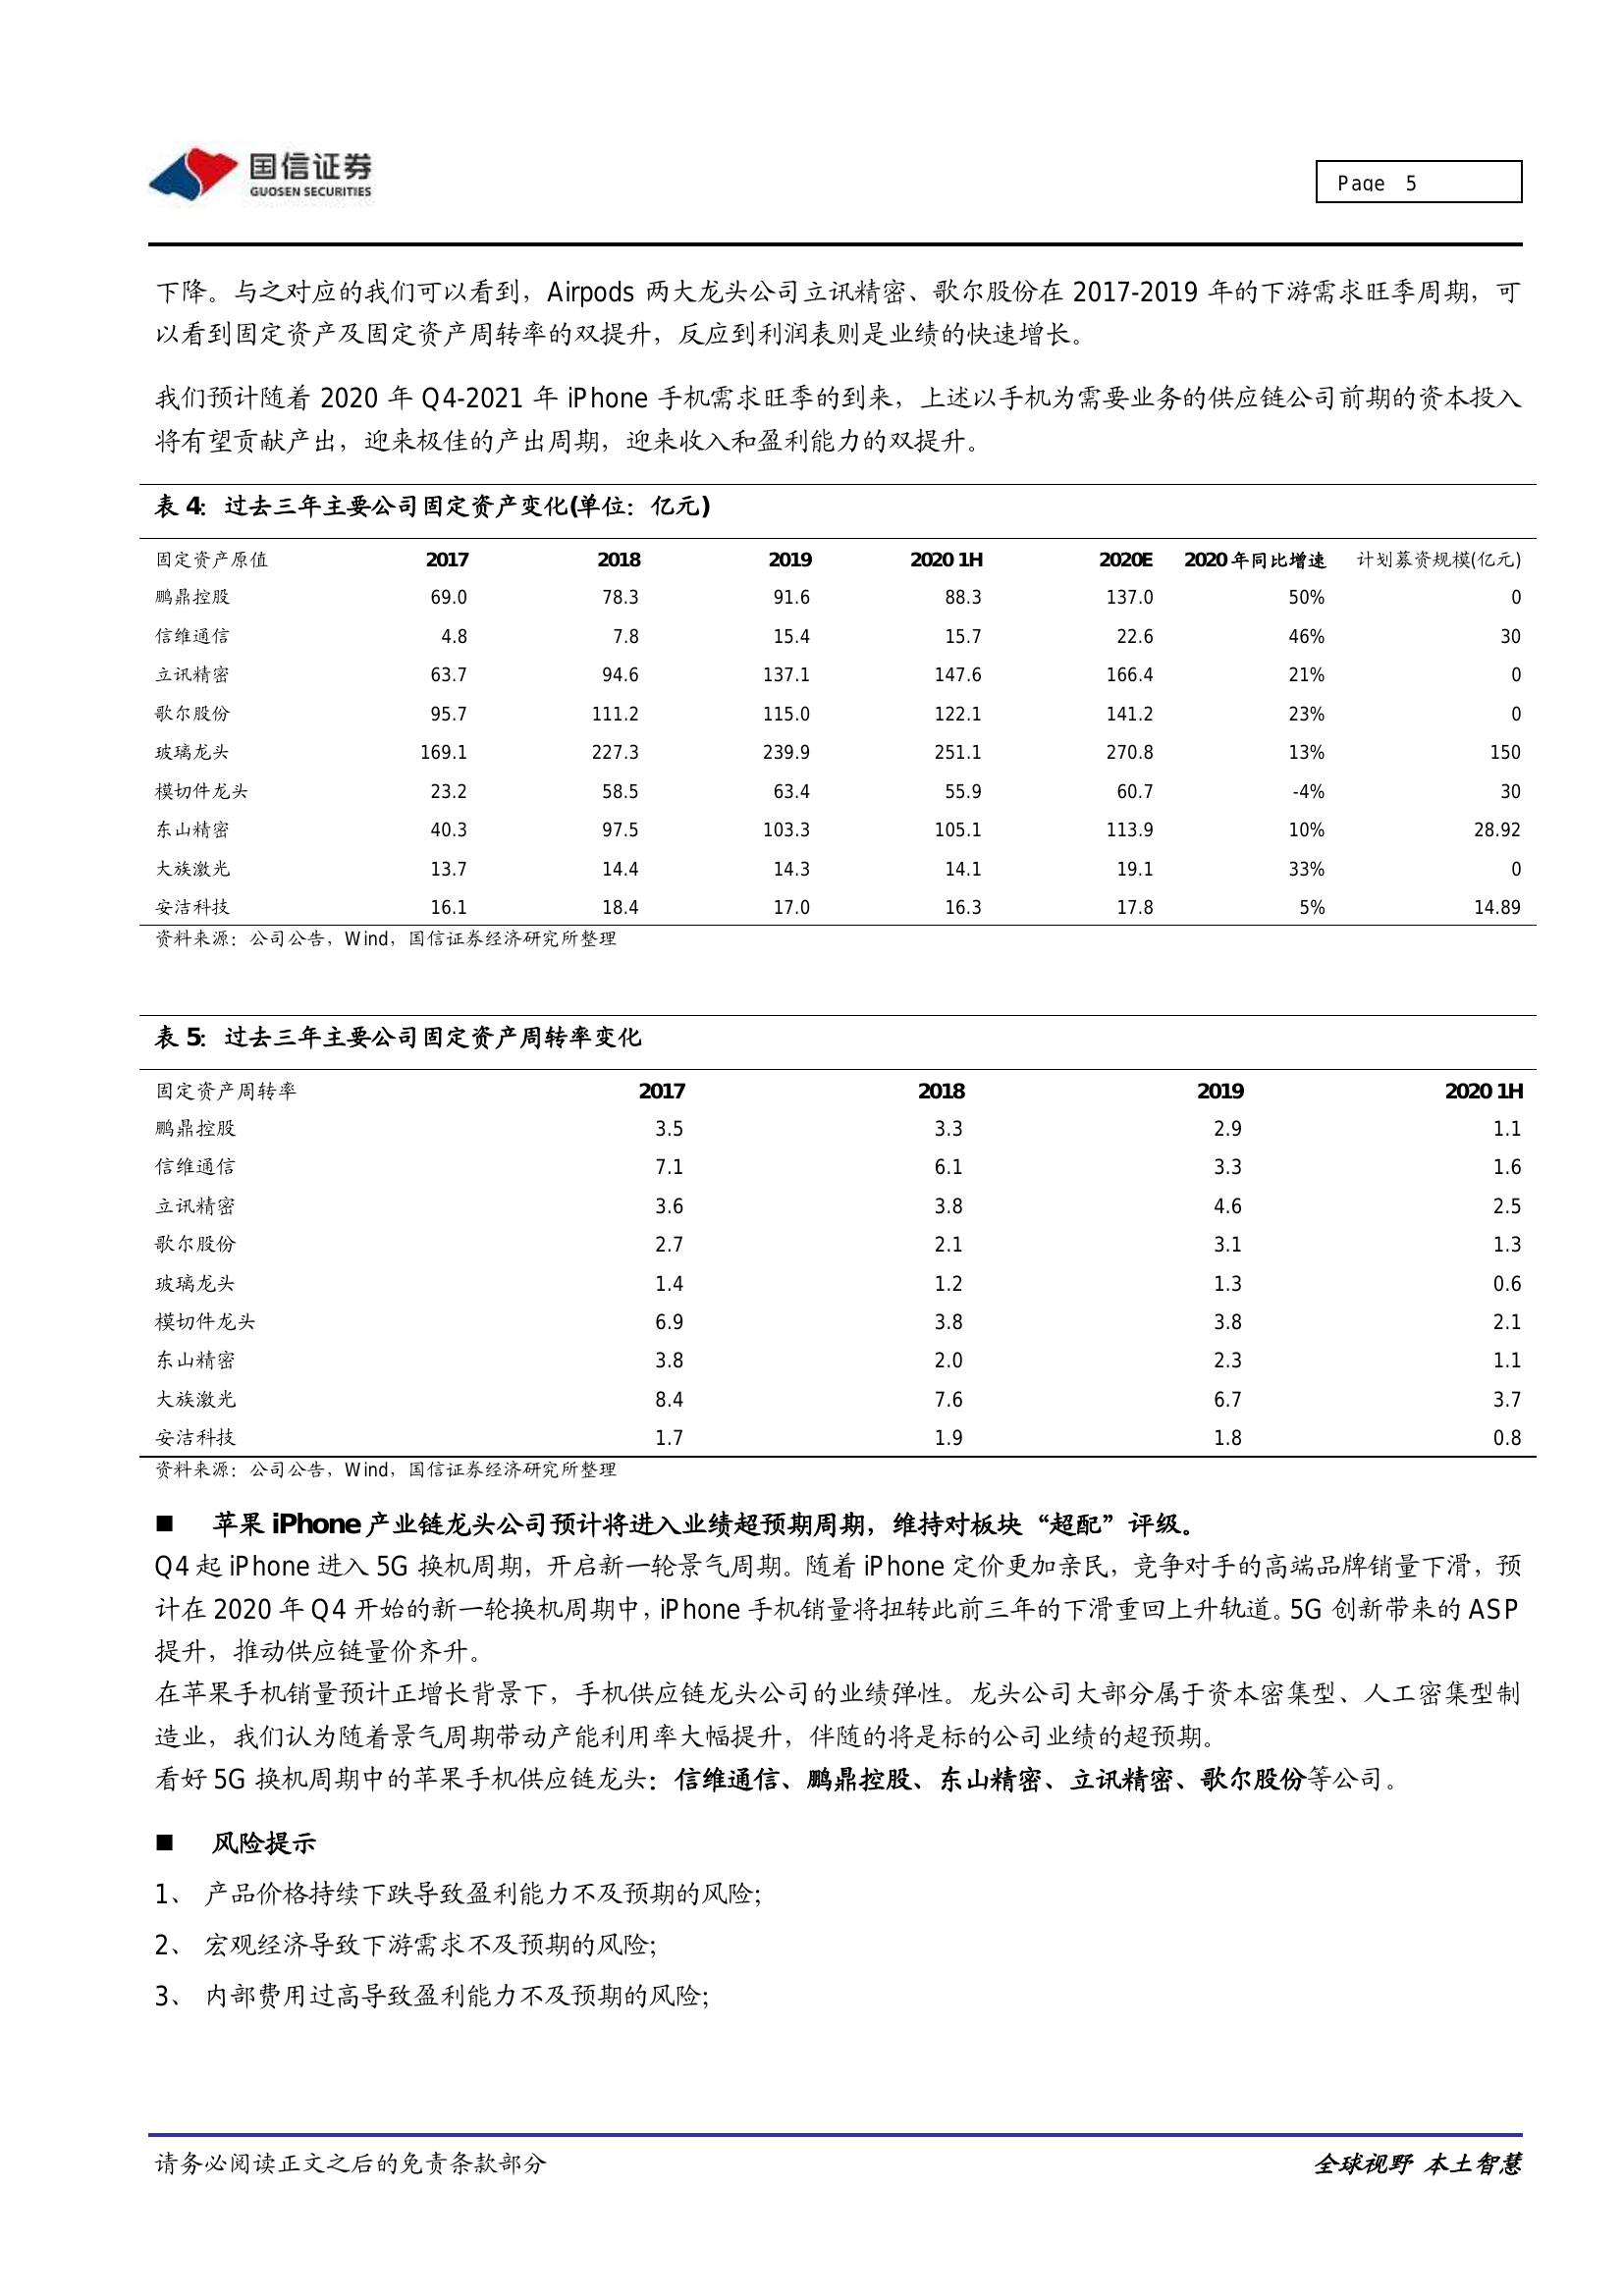 国信证券
GUOSEN SECURITIES
Page 5
下降。与之对应的我们可以看到，Airpods 两大龙头公司立讯精密、歌尔股份在 2017-2019 年的下游需求旺季周期，可
以看到固定资产及固定资产周转率的双提升，反应到利润表则是业绩的快速增长。
我们预计随着 2020 年 Q4-2021 年 iPhone 手机需求旺季的到来，上述以手机为需要业务的供应链公司前期的资本投入
将有望贡献产出，迎来极佳的产出周期，迎来收入和盈利能力的双提升。
表 4：过去三年主要公司固定资产变化(单位：亿元)
固定资产原值 2017 2018 2019 2020 1H 2020E 2020 年同比增速 计划募资规模(亿元)
鹏鼎控股 69.0 78.3 91.6 88.3 137.0 50% 0
信维通信 4.8 7.8 15.4 15.7 22.6 46% 30
立讯精密 63.7 94.6 137.1 147.6 166.4 21% 0
歌尔股份 95.7 111.2 115.0 122.1 141.2 23% 0
玻璃龙头 169.1 227.3 239.9 251.1 270.8 13% 150
模切件龙头 23.2 58.5 63.4 55.9 60.7 -4% 30
东山精密 40.3 97.5 103.3 105.1 113.9 10% 28.92
大族激光 13.7 14.4 14.3 14.1 19.1 33% 0
安洁科技 16.1 18.4 17.0 16.3 17.8 5% 14.89
资料来源：公司公告，Wind，国信证券经济研究所整理
表 5：过去三年主要公司固定资产周转率变化
固定资产周转率 2017 2018 2019 2020 1H
鹏鼎控股 3.5 3.3 2.9 1.1
信维通信 7.1 6.1 3.3 1.6
立讯精密 3.6 3.8 4.6 2.5
歌尔股份 2.7 2.1 3.1 1.3
玻璃龙头 1.4 1.2 1.3 0.6
模切件龙头 6.9 3.8 3.8 2.1
东山精密 3.8 2.0 2.3 1.1
大族激光 8.4 7.6 6.7 3.7
安洁科技 1.7 1.9 1.8 0.8
资料来源：公司公告，Wind，国信证券经济研究所整理
■ 苹果 iPhone 产业链龙头公司预计将进入业绩超预期周期，维持对板块“超配”评级。
Q4 起 iPhone 进入 5G 换机周期，开启新一轮景气周期。随着 iPhone 定价更加亲民，竞争对手的高端品牌销量下滑，预
计在 2020 年 Q4 开始的新一轮换机周期中，iPhone 手机销量将扭转此前三年的下滑重回上升轨道。5G 创新带来的 ASP
提升，推动供应链量价齐升。
在苹果手机销量预计正增长背景下，手机供应链龙头公司的业绩弹性。龙头公司大部分属于资本密集型、人工密集型制
造业，我们认为随着景气周期带动产能利用率大幅提升，伴随的将是标的公司业绩的超预期。
看好 5G 换机周期中的苹果手机供应链龙头：信维通信、鹏鼎控股、东山精密、立讯精密、歌尔股份等公司。
■ 风险提示
1、 产品价格持续下跌导致盈利能力不及预期的风险；
2、 宏观经济导致下游需求不及预期的风险；
3、 内部费用过高导致盈利能力不及预期的风险；
请务必阅读正文之后的免责条款部分 全球视野 本土智慧